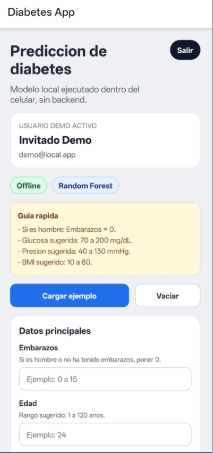 Diabetes App
Prediccion de
diabetes
Salir
Modelo local ejecutado dentro del
celular, sin backend.
USUARIO DEMO ACTIVO
Invitado Demo
demo@local.app
Offline
Random Forest
Guia rapida
- Si es hombre: Embarazos = 0.
- Glucosa sugerida: 70 a 200 mg/dL.
- Presion sugerida: 40 a 130 mmHg.
- BMI sugerido: 10 a 60.
Cargar ejemplo
Vaciar
Datos principales
Embarazos
Si es hombre o no ha tenido embarazos, poner 0.
Ejemplo: 0 a 15
Edad
Rango sugerido: 1 a 120 anos.
Ejemplo: 24